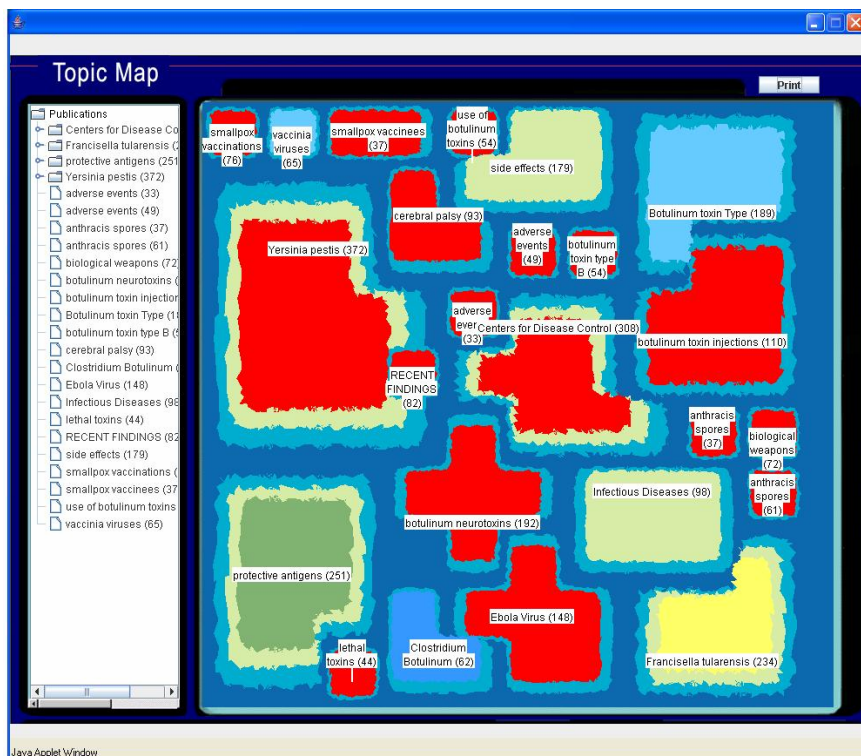 Topic Map
Print
Publications
Centers for Disease Co
Francisella tularensis (2
protective antigens (251
Yersinia pestis (372)
adverse events (33)
adverse events (49)
anthracis spores (37)
anthracis spores (61)
biological weapons (72
botulinum neurotoxins (
botulinum toxin injection
Botulinum toxin Type (18
botulinum toxin type B (5
cerebral palsy (93)
Clostridium Botulinum (
Ebola Virus (148)
Infectious Diseases (98
lethal toxins (44)
RECENT FINDINGS (82
side effects (179)
smallpox vaccinations (
smallpox vaccinees (37
use of botulinum toxins
vaccinia viruses (65)
smallpox
vaccinations
(76)
vaccinia
viruses
(65)
smallpox vaccinees
(37)
use of
botulinum
toxins (54)
side effects (179)
Botulinum toxin Type (189)
cerebral palsy (93)
Yersinia pestis (372)
adverse
events
(49)
botulinum
toxin type
B (54)
adverse
ever
(33)
Centers for Disease Control (308)
botulinum toxin injections (110)
RECENT
FINDINGS
(82)
anthracis
spores
(37)
biological
weapons
(72)
anthracis
spores
(61)
Infectious Diseases (98)
botulinum neurotoxins (192)
protective antigens (251)
Ebola Virus (148)
lethal
toxins (44)
Clostridium
Botulinum (62)
Francisella tularensis (234)
Java Applet Window